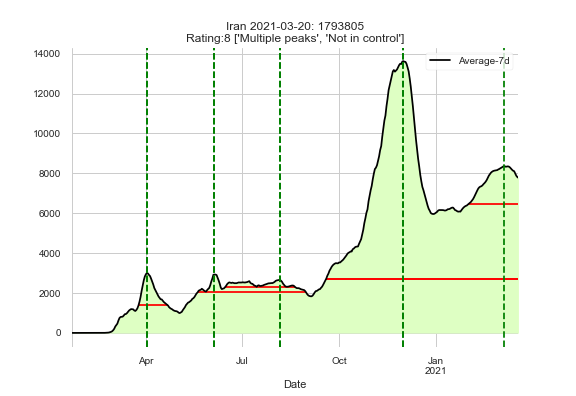 Iran 2021-03-20: 1793805
Rating:8 ['Multiple peaks', 'Not in control']
Average-7d
14000
12000
10000
8000
6000
4000
2000
0
Apr
Jul
Oct
Jan
2021
Date